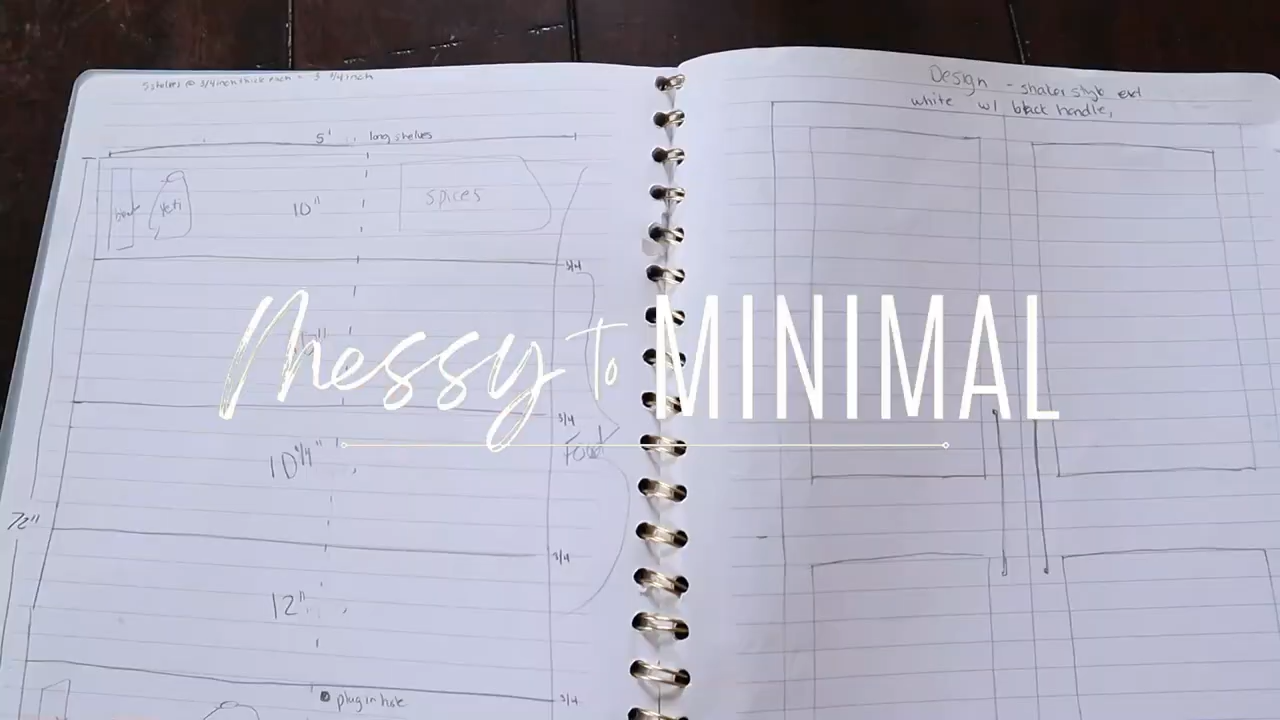 5 shelves @ 3/4 inch thick each = 3 3/4 inch
5' long shelves
yeti
10"
spices
3/4
Messy to MINIMAL
3/4
Food
10 3/4"
72"
3/4
12"
plug in hole
3/4
Design - shaker style ext
white w/ black handle,